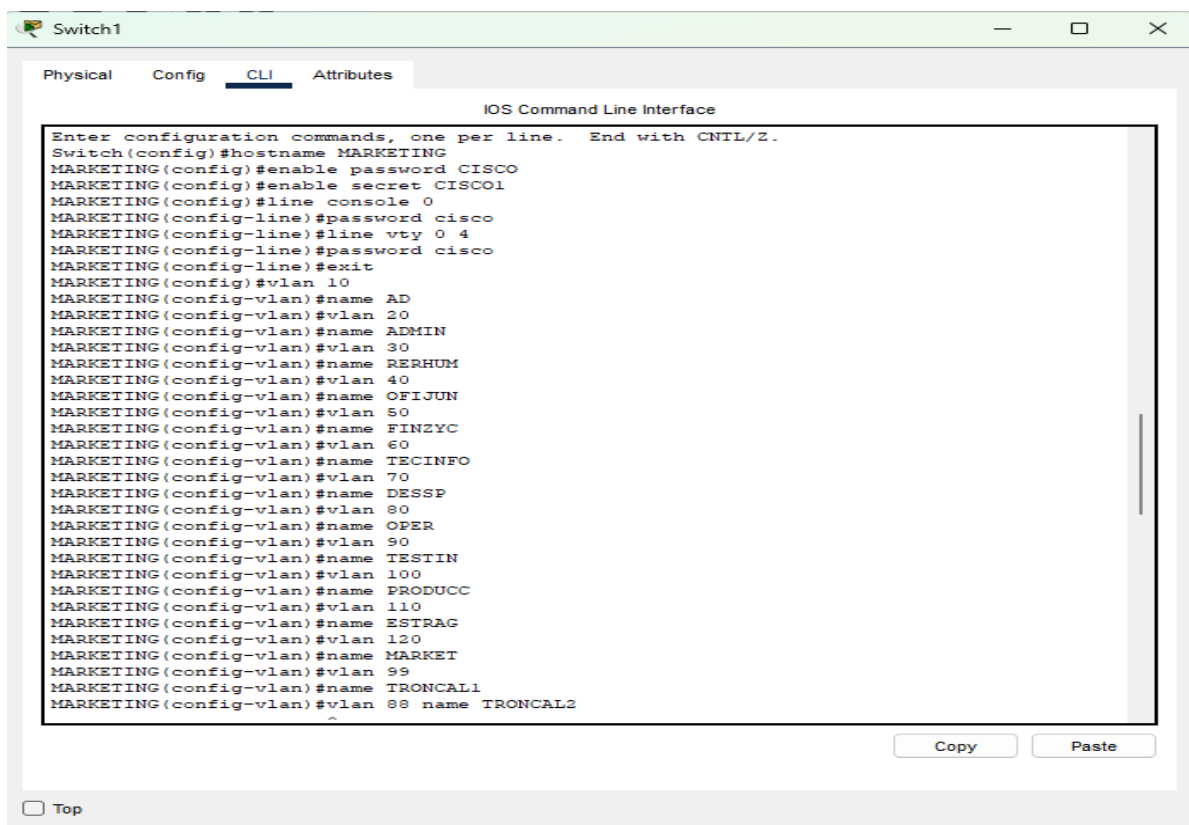 Switch1
Physical Config CLI Attributes
IOS Command Line Interface
Enter configuration commands, one per line. End with CNTL/Z.
Switch(config)#hostname MARKETING
MARKETING(config)#enable password CISCO
MARKETING(config)#enable secret CISCO1
MARKETING(config)#line console 0
MARKETING(config-line)#password cisco
MARKETING(config-line)#line vty 0 4
MARKETING(config-line)#password cisco
MARKETING(config-line)#exit
MARKETING(config)#vlan 10
MARKETING(config-vlan)#name AD
MARKETING(config-vlan)#vlan 20
MARKETING(config-vlan)#name ADMIN
MARKETING(config-vlan)#vlan 30
MARKETING(config-vlan)#name RERHUM
MARKETING(config-vlan)#vlan 40
MARKETING(config-vlan)#name OFIJUN
MARKETING(config-vlan)#vlan 50
MARKETING(config-vlan)#name FINZYC
MARKETING(config-vlan)#vlan 60
MARKETING(config-vlan)#name TECINFO
MARKETING(config-vlan)#vlan 70
MARKETING(config-vlan)#name DESSP
MARKETING(config-vlan)#vlan 80
MARKETING(config-vlan)#name OPER
MARKETING(config-vlan)#vlan 90
MARKETING(config-vlan)#name TESTIN
MARKETING(config-vlan)#vlan 100
MARKETING(config-vlan)#name PRODUCC
MARKETING(config-vlan)#vlan 110
MARKETING(config-vlan)#name ESTRAG
MARKETING(config-vlan)#vlan 120
MARKETING(config-vlan)#name MARKET
MARKETING(config-vlan)#vlan 99
MARKETING(config-vlan)#name TRONCAL1
MARKETING(config-vlan)#vlan 88 name TRONCAL2
^
Copy Paste
Top